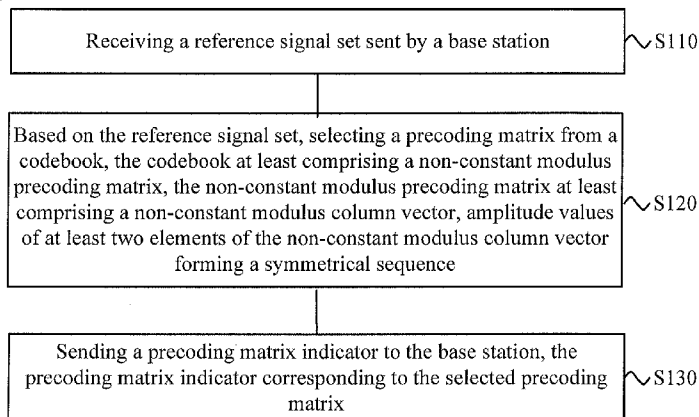 Receiving a reference signal set sent by a base station
S110
Based on the reference signal set, selecting a precoding matrix from a
codebook, the codebook at least comprising a non-constant modulus
precoding matrix, the non-constant modulus precoding matrix at least
comprising a non-constant modulus column vector, amplitude values
of at least two elements of the non-constant modulus column vector
forming a symmetrical sequence
S120
Sending a precoding matrix indicator to the base station, the
precoding matrix indicator corresponding to the selected precoding
matrix
S130